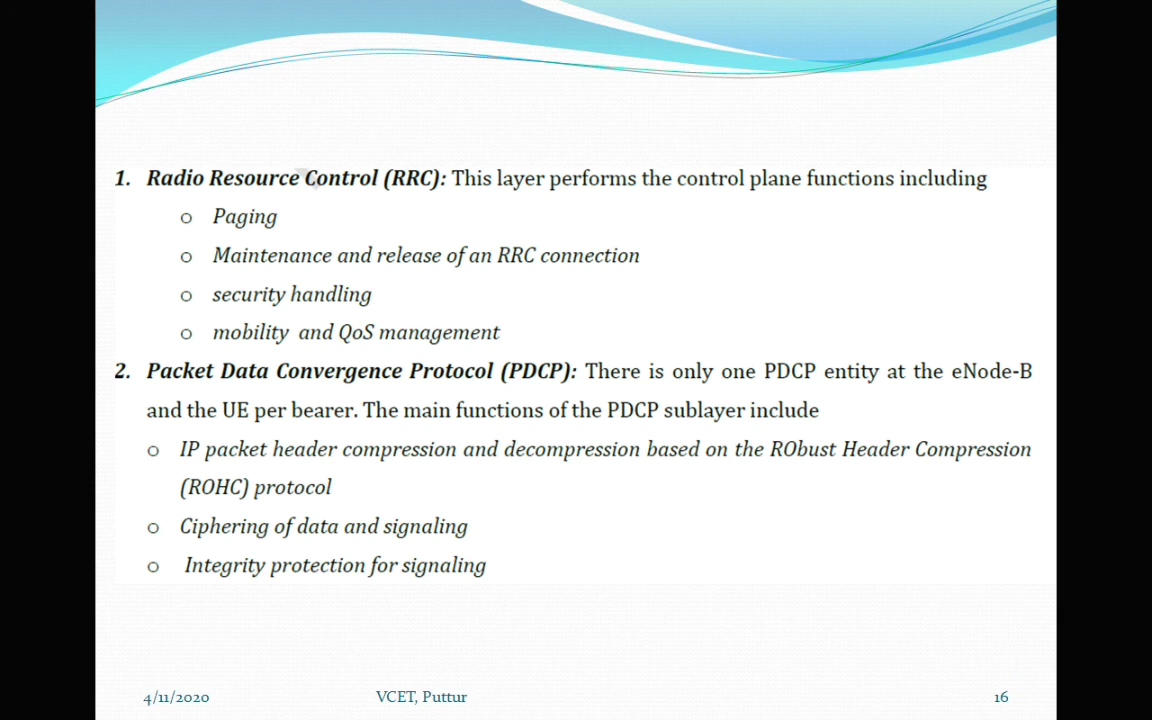 1. Radio Resource Control (RRC): This layer performs the control plane functions including
o Paging
o Maintenance and release of an RRC connection
o security handling
o mobility and QoS management
2. Packet Data Convergence Protocol (PDCP): There is only one PDCP entity at the eNode-B
and the UE per bearer. The main functions of the PDCP sublayer include
o IP packet header compression and decompression based on the RObust Header Compression
(ROHC) protocol
o Ciphering of data and signaling
o Integrity protection for signaling
4/11/2020 VCET, Puttur 16